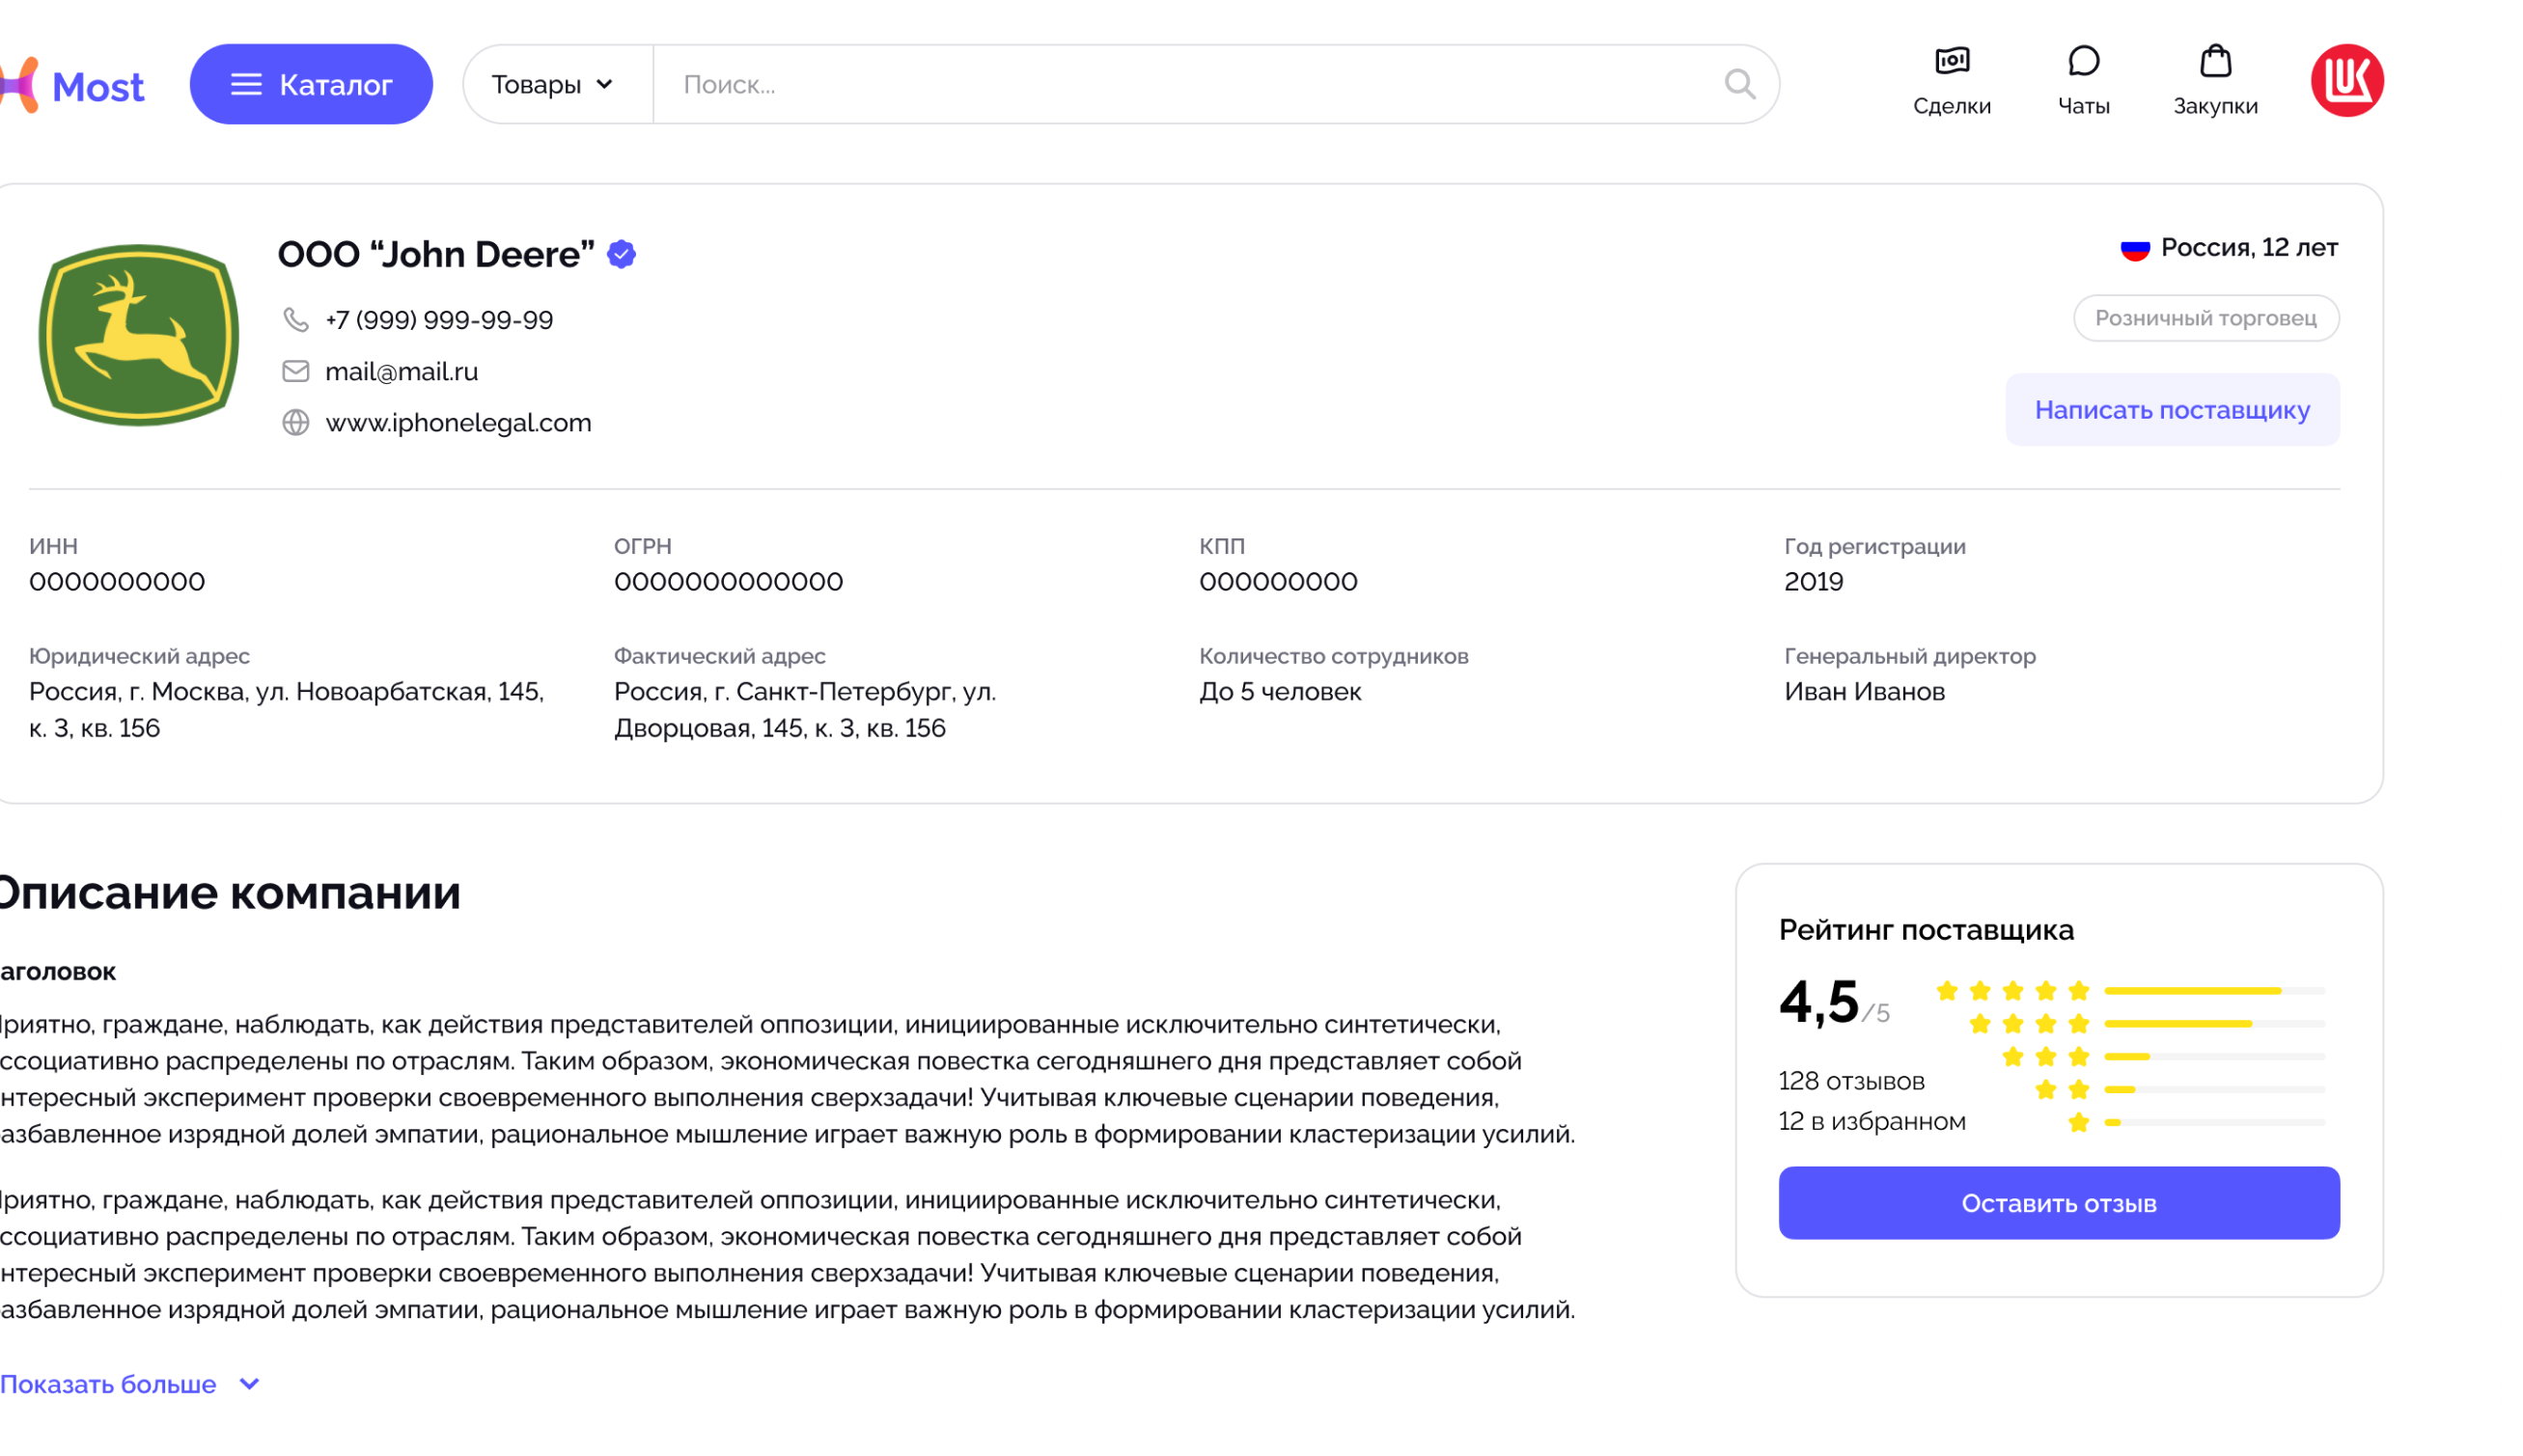 Most
Каталог
Товары
Поиск...
Сделки
Чаты
Закупки
ООО “John Deere”
+7 (999) 999-99-99
mail@mail.ru
www.iphonelegal.com
Россия, 12 лет
Розничный торговец
Написать поставщику
ИНН
0000000000
ОГРН
0000000000000
КПП
000000000
Год регистрации
2019
Юридический адрес
Россия, г. Москва, ул. Новоарбатская, 145,
к. 3, кв. 156
Фактический адрес
Россия, г. Санкт-Петербург, ул.
Дворцовая, 145, к. 3, кв. 156
Количество сотрудников
До 5 человек
Генеральный директор
Иван Иванов
Описание компании
аголовок
риятно, граждане, наблюдать, как действия представителей оппозиции, инициированные исключительно синтетически,
ссоциативно распределены по отраслям. Таким образом, экономическая повестка сегодняшнего дня представляет собой
нтересный эксперимент проверки своевременного выполнения сверхзадачи! Учитывая ключевые сценарии поведения,
азбавленное изрядной долей эмпатии, рациональное мышление играет важную роль в формировании кластеризации усилий.
риятно, граждане, наблюдать, как действия представителей оппозиции, инициированные исключительно синтетически,
ссоциативно распределены по отраслям. Таким образом, экономическая повестка сегодняшнего дня представляет собой
нтересный эксперимент проверки своевременного выполнения сверхзадачи! Учитывая ключевые сценарии поведения,
азбавленное изрядной долей эмпатии, рациональное мышление играет важную роль в формировании кластеризации усилий.
Показать больше
Рейтинг поставщика
4,5/5
128 отзывов
12 в избранном
Оставить отзыв